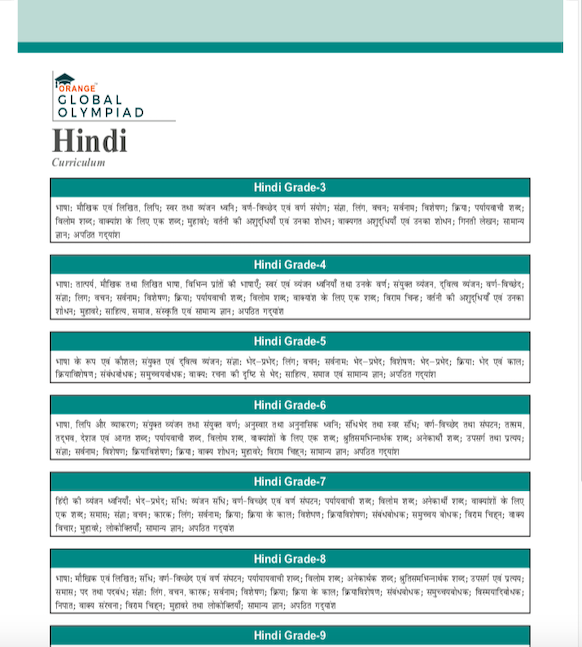 ORANGE
GLOBAL
OLYMPIAD
Hindi
Curriculum
Hindi Grade-3
भाषा: मौखिक एवं लिखित, लिपि; स्वर तथा व्यंजन ध्वनि; वर्ण-विच्छेद एवं वर्ण संयोग; संज्ञा, लिंग, वचन; सर्वनाम; विशेषण; क्रिया; पर्यायवाची शब्द;
विलोम शब्द; वाक्यांश के लिए एक शब्द; मुहावरे; वर्तनी की अशुद्धियाँ एवं उनका शोधन; वाक्यगत अशुद्धियाँ एवं उनका शोधन; गिनती लेखन; सामान्य
ज्ञान; अपठित गद्यांश
Hindi Grade-4
भाषा: तात्पर्य, मौखिक तथा लिखित भाषा, विभिन्न प्रांतों की भाषाएँ; स्वर एवं व्यंजन ध्वनियाँ तथा उनके वर्ण; संयुक्त व्यंजन, द्वित्व व्यंजन; वर्ण-विच्छेद;
संज्ञा; लिंग; वचन; सर्वनाम; विशेषण; क्रिया; पर्यायवाची शब्द; विलोम शब्द; वाक्यांश के लिए एक शब्द; विराम चिन्ह; वर्तनी की अशुद्धियाँ एवं उनका
शोधन; मुहावरे; साहित्य, समाज, संस्कृति एवं सामान्य ज्ञान; अपठित गद्यांश
Hindi Grade-5
भाषा के रूप एवं कौशल; संयुक्त एवं द्वित्व व्यंजन; संज्ञा: भेद-प्रभेद; लिंग; वचन; सर्वनाम: भेद-प्रभेद; विशेषण: भेद-प्रभेद; क्रिया: भेद एवं काल;
क्रियाविशेषण; संबंधबोधक; समुच्चयबोधक; वाक्य: रचना की दृष्टि से भेद; साहित्य, समाज एवं सामान्य ज्ञान; अपठित गद्यांश
Hindi Grade-6
भाषा, लिपि और व्याकरण; संयुक्त व्यंजन तथा संयुक्त वर्ण; अनुस्वार तथा अनुनासिक ध्वनि; संधिभेद तथा स्वर संधि; वर्ण-विच्छेद तथा संघटन; तत्सम,
तद्भव, देशज एवं आगत शब्द; पर्यायवाची शब्द, विलोम शब्द, वाक्यांशों के लिए एक शब्द; श्रुतिसमभिन्नार्थक शब्द; अनेकार्थी शब्द; उपसर्ग तथा प्रत्यय;
संज्ञा; सर्वनाम; विशेषण; क्रियाविशेषण; क्रिया; वाक्य शोधन; मुहावरे; विराम चिह्न; सामान्य ज्ञान; अपठित गद्यांश
Hindi Grade-7
हिंदी की व्यंजन ध्वनियाँ: भेद-प्रभेद; संधि: व्यंजन संधि; वर्ण-विच्छेद एवं वर्ण संघटन; पर्यायवाची शब्द; विलोम शब्द; अनेकार्थी शब्द; वाक्यांशों के लिए
एक शब्द; समास; संज्ञा; वचन; कारक; लिंग; सर्वनाम; क्रिया; क्रिया के काल; विशेषण; क्रियाविशेषण; संबंधबोधक; समुच्चय बोधक; विराम चिह्न; वाक्य
विचार; मुहावरे; लोकोक्तियाँ; सामान्य ज्ञान; अपठित गद्यांश
Hindi Grade-8
भाषा: मौखिक एवं लिखित; संधि; वर्ण-विच्छेद एवं वर्ण संघटन; पर्यायवाची शब्द; विलोम शब्द; अनेकार्थक शब्द; श्रुतिसमभिन्नार्थक शब्द; उपसर्ग एवं प्रत्यय;
समास; पद तथा पदबंध; संज्ञा; लिंग, वचन, कारक; सर्वनाम; विशेषण; क्रिया; क्रिया के काल; क्रियाविशेषण; संबंधबोधक; समुच्चयबोधक; विस्मयादिबोधक;
निपात; वाक्य संरचना; विराम चिह्न; मुहावरे तथा लोकोक्तियाँ; सामान्य ज्ञान; अपठित गद्यांश
Hindi Grade-9